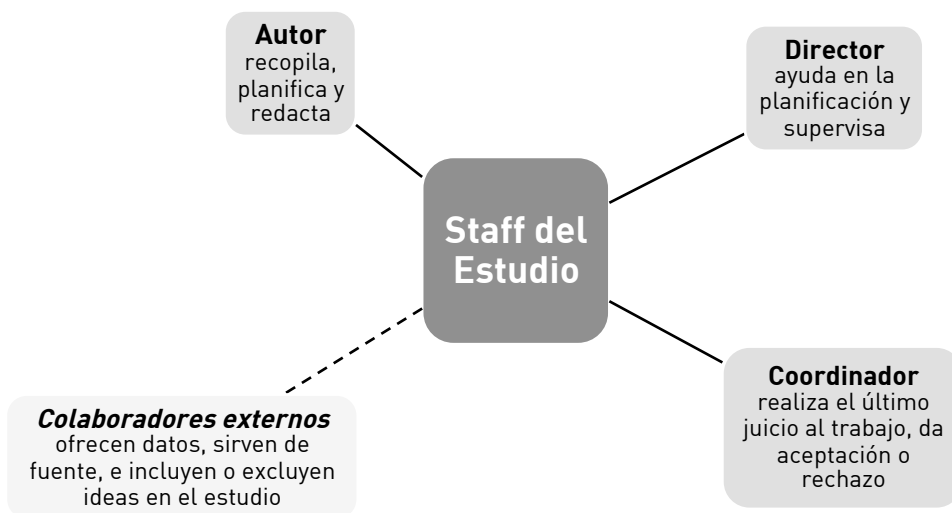 Autor
recopila,
planifica y
redacta
Director
ayuda en la
planificación y
supervisa
Staff del
Estudio
Colaboradores externos
ofrecen datos, sirven de
fuente, e incluyen o excluyen
ideas en el estudio
Coordinador
realiza el último
juicio al trabajo, da
aceptación o
rechazo